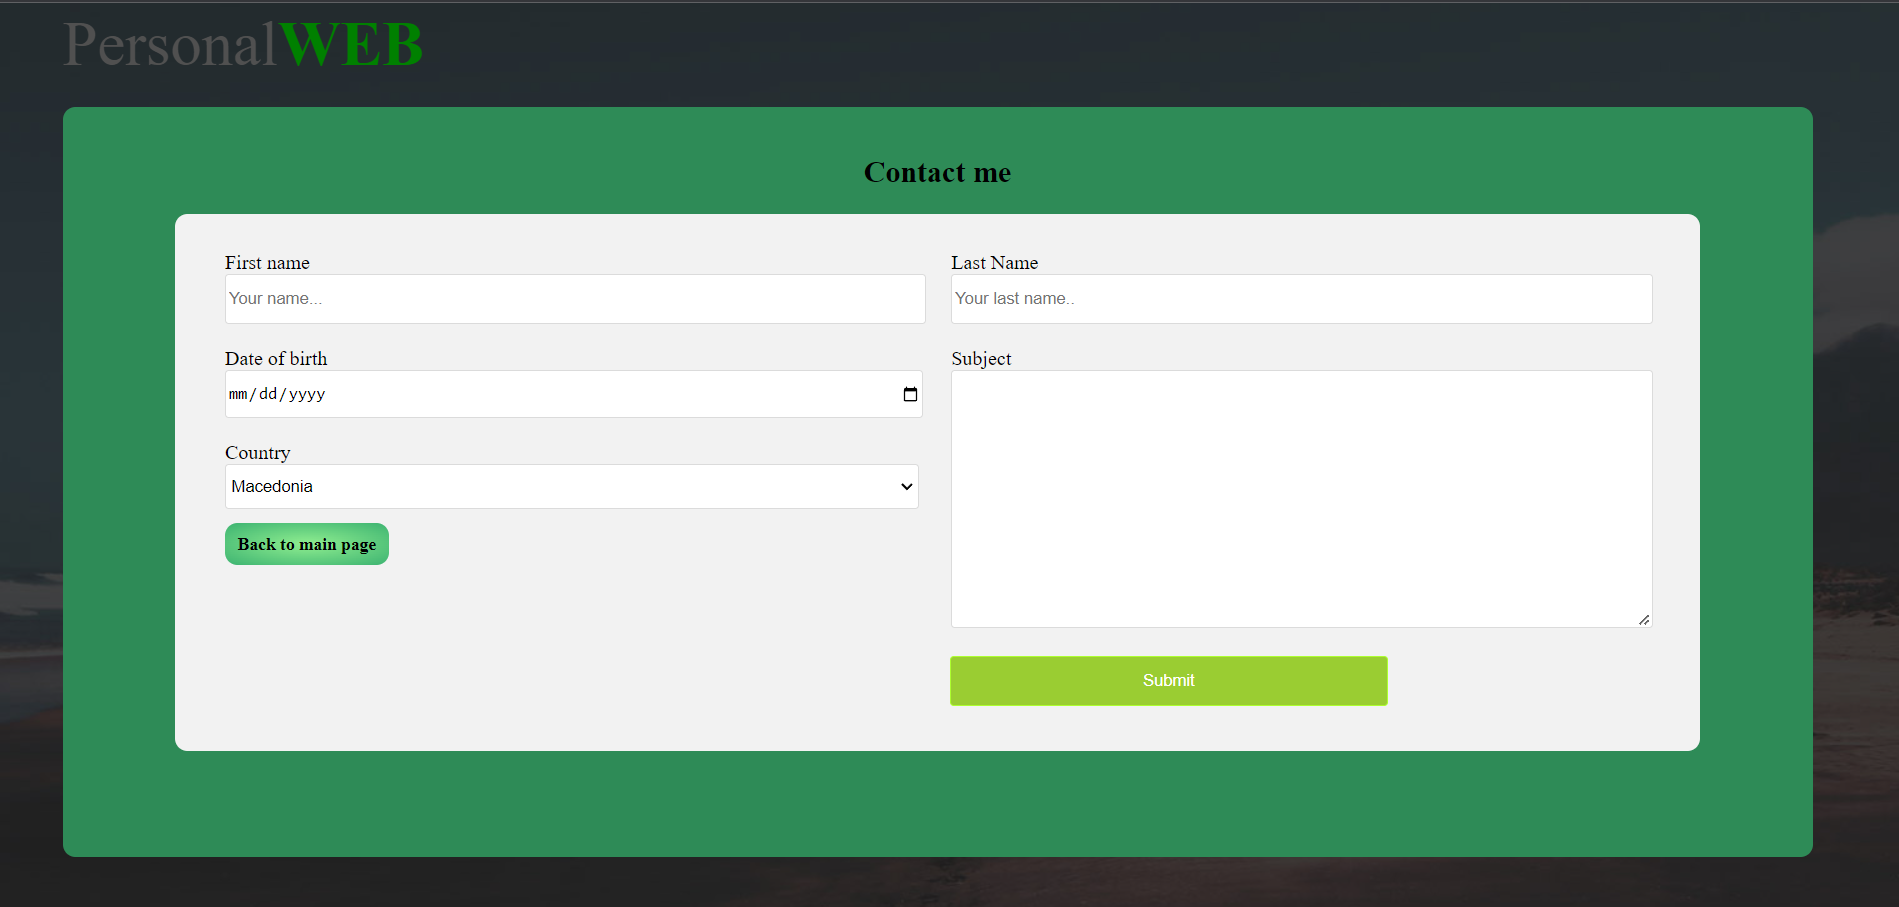 PersonalWEB
Contact me
First name
Your name...
Last Name
Your last name..
Date of birth
mm/dd/yyyy
Subject
Country
Macedonia
Back to main page
Submit